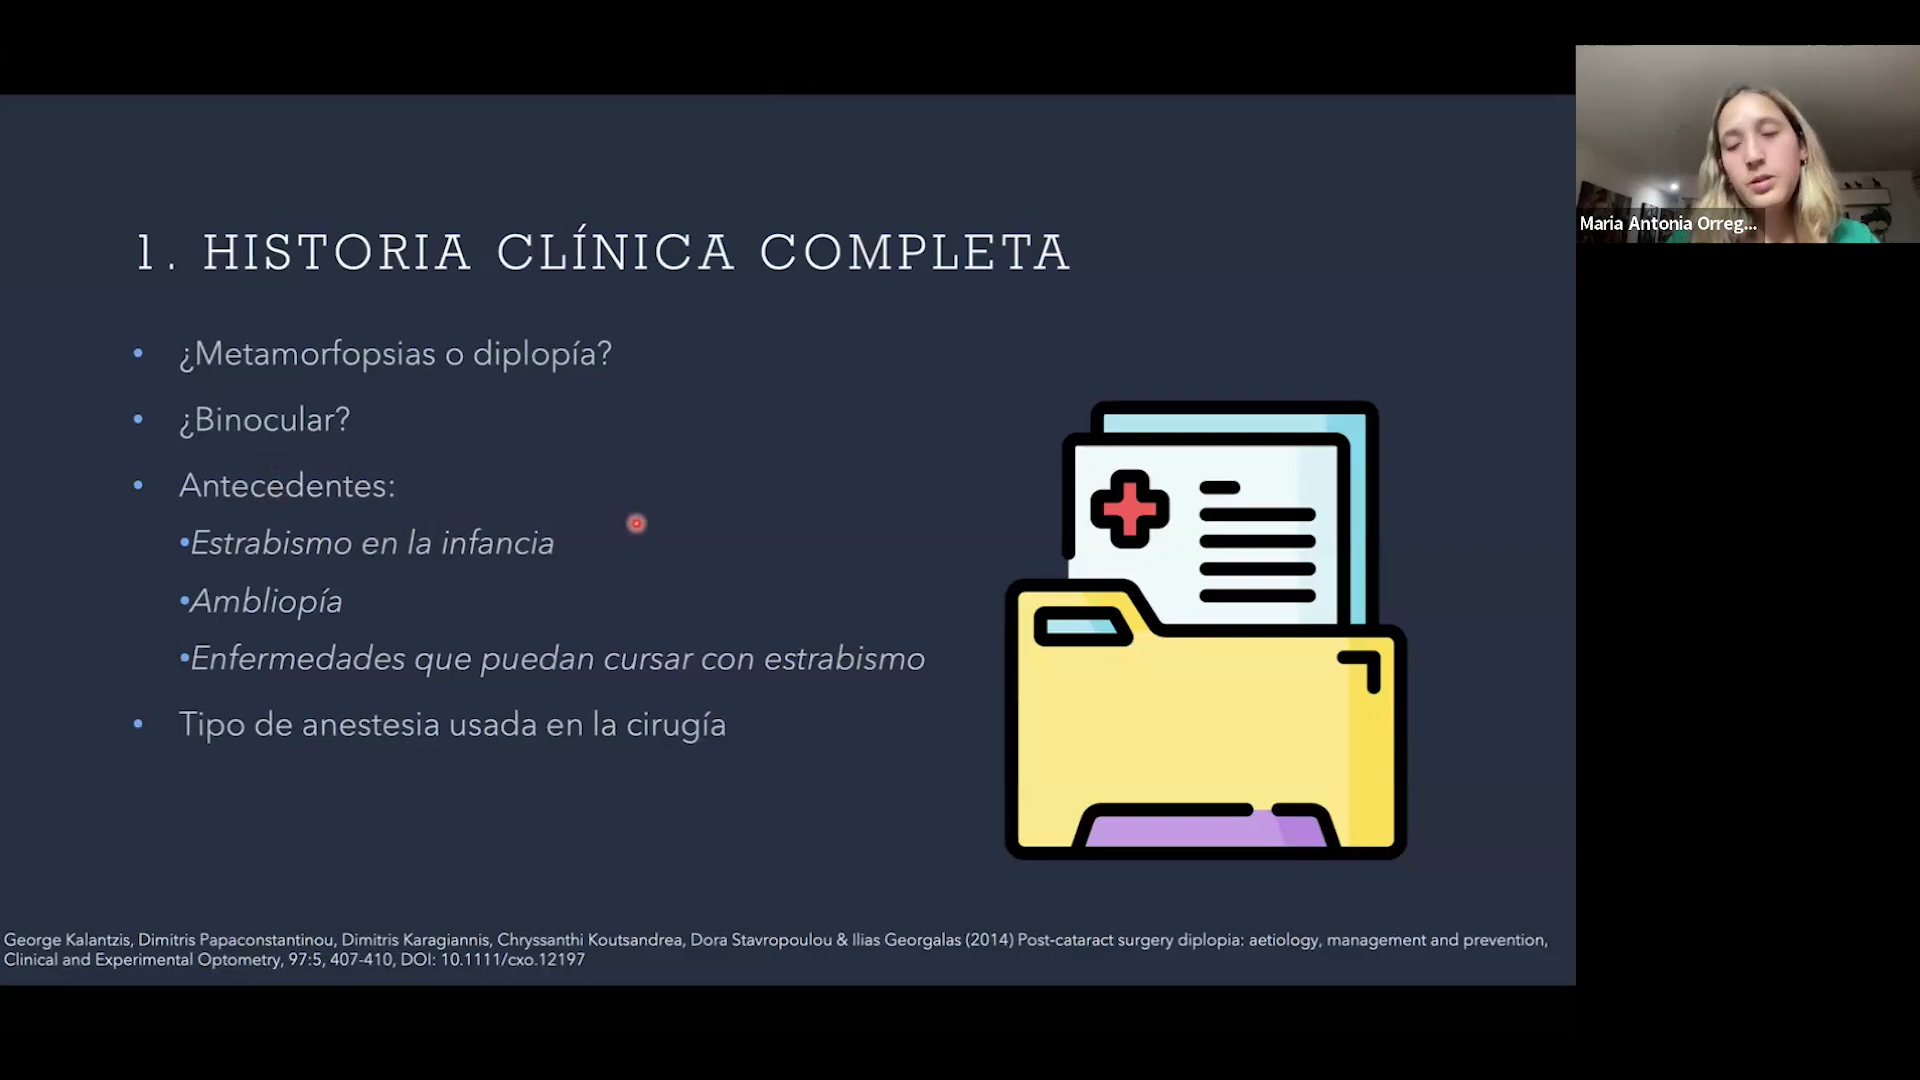 1. HISTORIA CLÍNICA COMPLETA
• ¿Metamorfopsias o diplopía?
• ¿Binocular?
• Antecedentes:
•Estrabismo en la infancia
•Ambliopía
•Enfermedades que puedan cursar con estrabismo
• Tipo de anestesia usada en la cirugía
George Kalantzis, Dimitris Papaconstantinou, Dimitris Karagiannis, Chryssanthi Koutsandrea, Dora Stavropoulou & Ilias Georgalas (2014) Post-cataract surgery diplopia: aetiology, management and prevention,
Clinical and Experimental Optometry, 97:5, 407-410, DOI: 10.1111/cxo.12197
Maria Antonia Orreg...